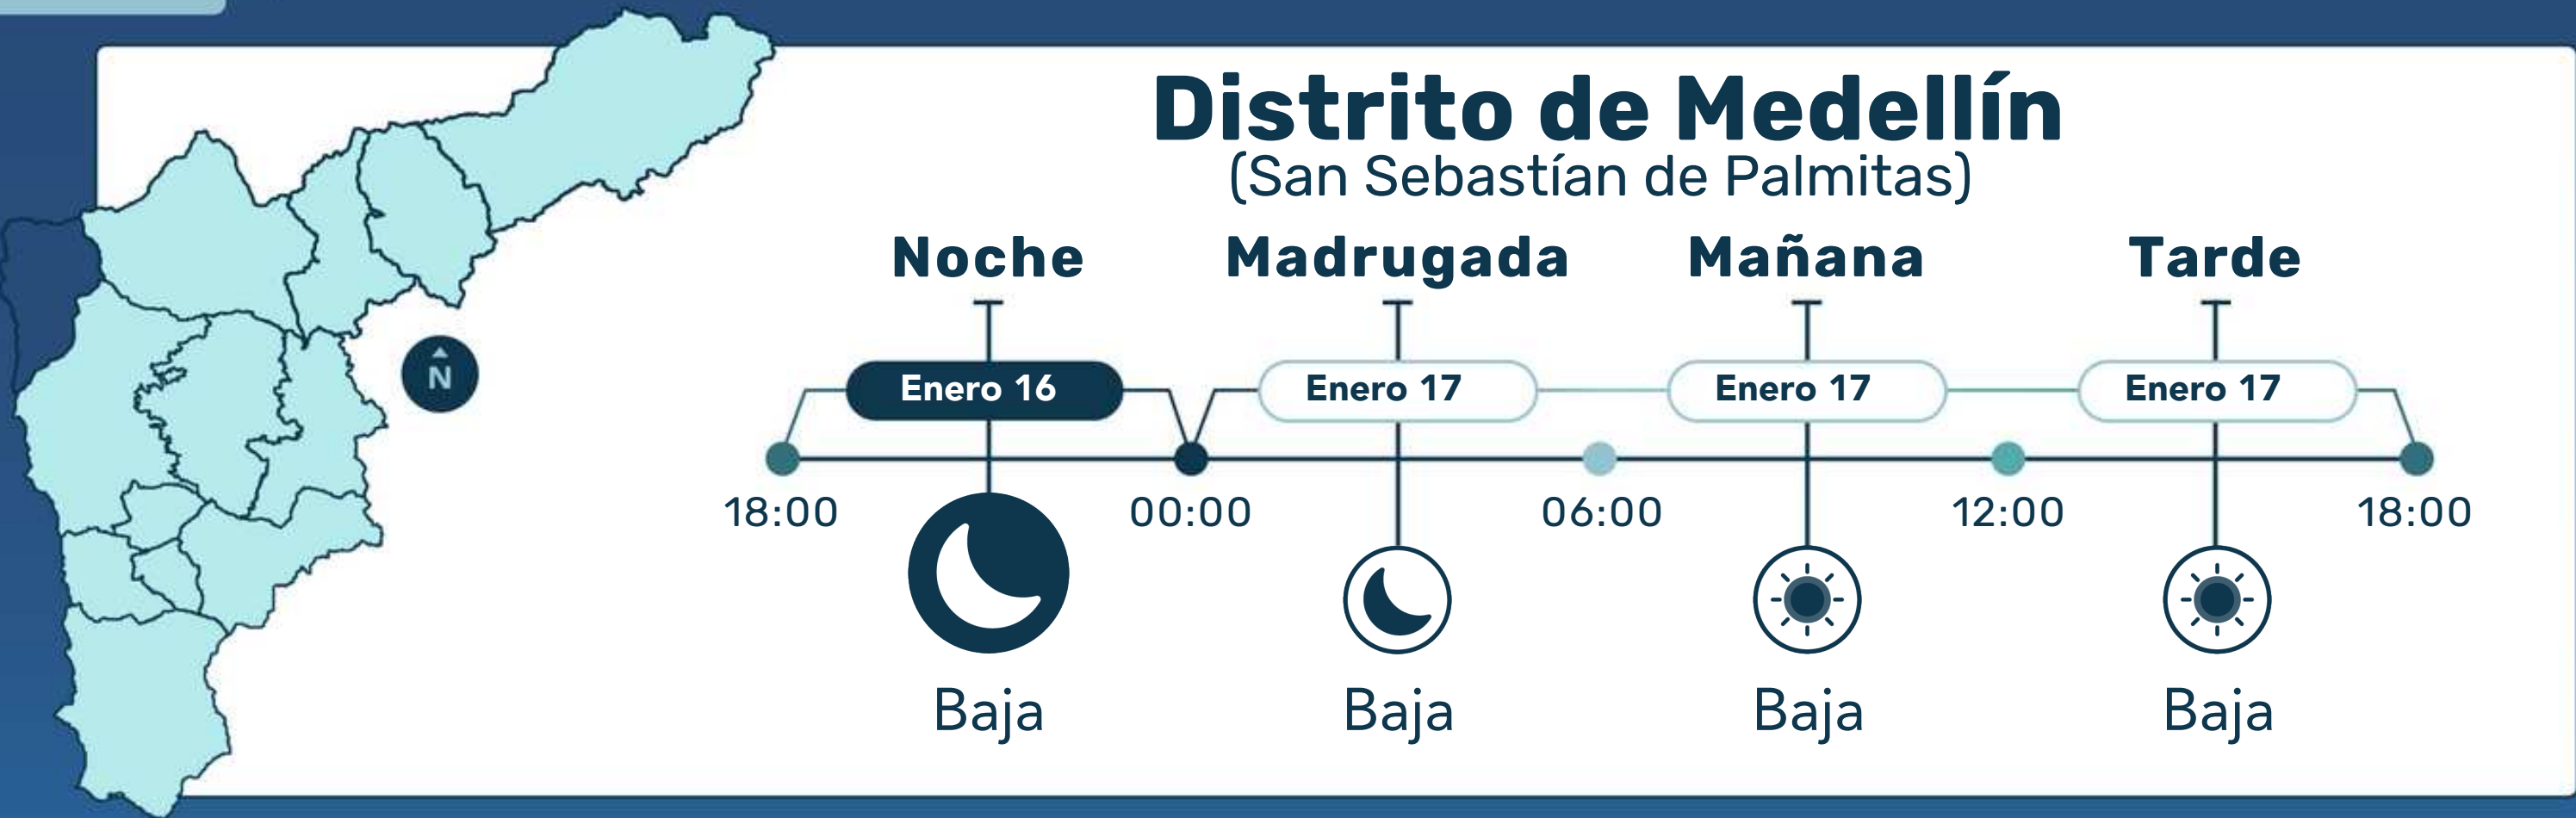 Distrito de Medellín
(San Sebastían de Palmitas)
Noche Madrugada Mañana Tarde
Enero 16 Enero 17 Enero 17 Enero 17
N
18:00 00:00 06:00 12:00 18:00
Baja Baja Baja Baja